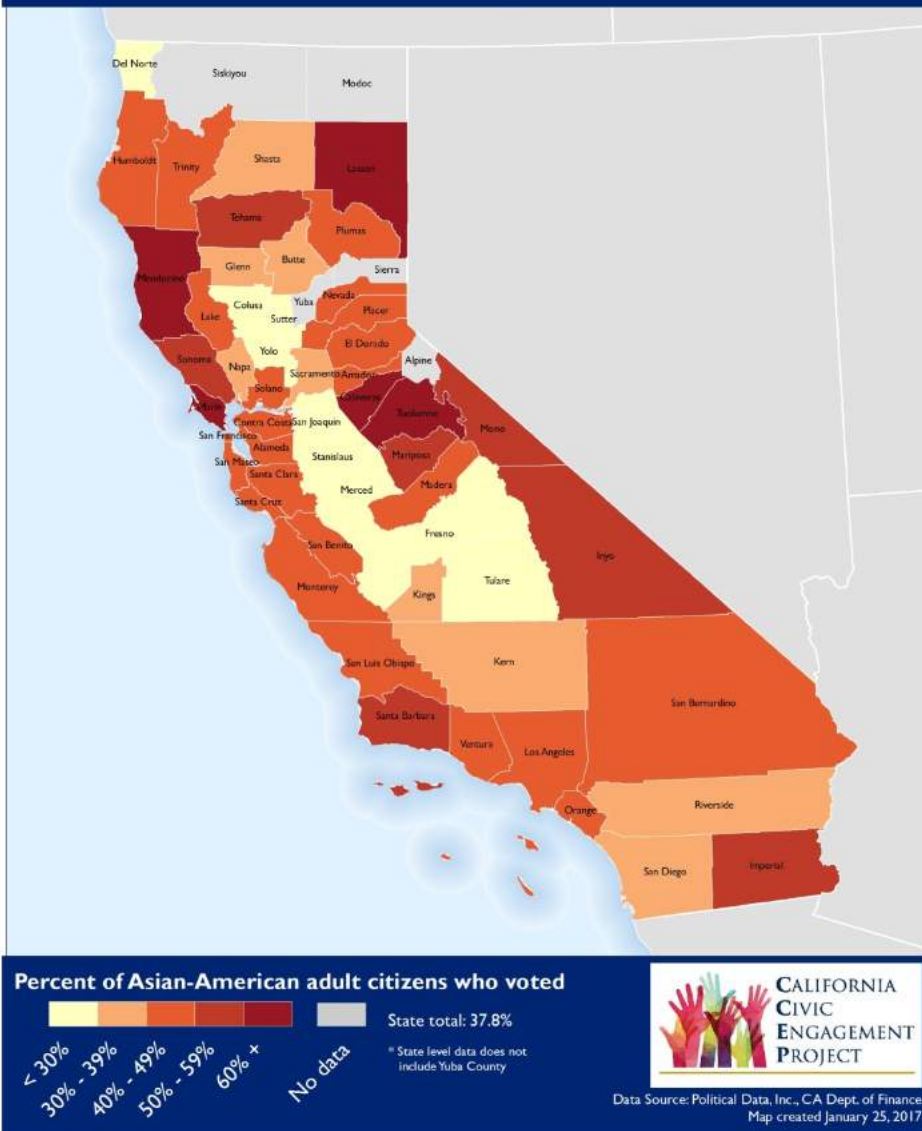 Del Norte
Siskiyou
Modoc
Humboldt
Trinity
Shasta
Lassen
Tehama
Plumas
Mendocino
Glenn
Butte
Sierra
Lake
Colusa
Sutter
Yuba
Nevada
Placer
Yolo
El Dorado
Alpine
Sonoma
Napa
Solano
Sacramento
Amador
Calaveras
Tuolumne
Mono
Marin
Contra Costa
San Joaquin
San Francisco
Alameda
Stanislaus
Mariposa
San Mateo
Santa Clara
Merced
Madera
Santa Cruz
San Benito
Fresno
Inyo
Monterey
Kings
Tulare
San Luis Obispo
Kern
San Bernardino
Santa Barbara
Ventura
Los Angeles
Orange
Riverside
San Diego
Imperial
Percent of Asian-American adult citizens who voted
< 30%
30% - 39%
40% - 49%
50% - 59%
60% +
No data
State total: 37.8%
* State level data does not
include Yuba County
CALIFORNIA
CIVIC
ENGAGEMENT
PROJECT
Data Source: Political Data, Inc., CA Dept. of Finance
Map created January 25, 2017